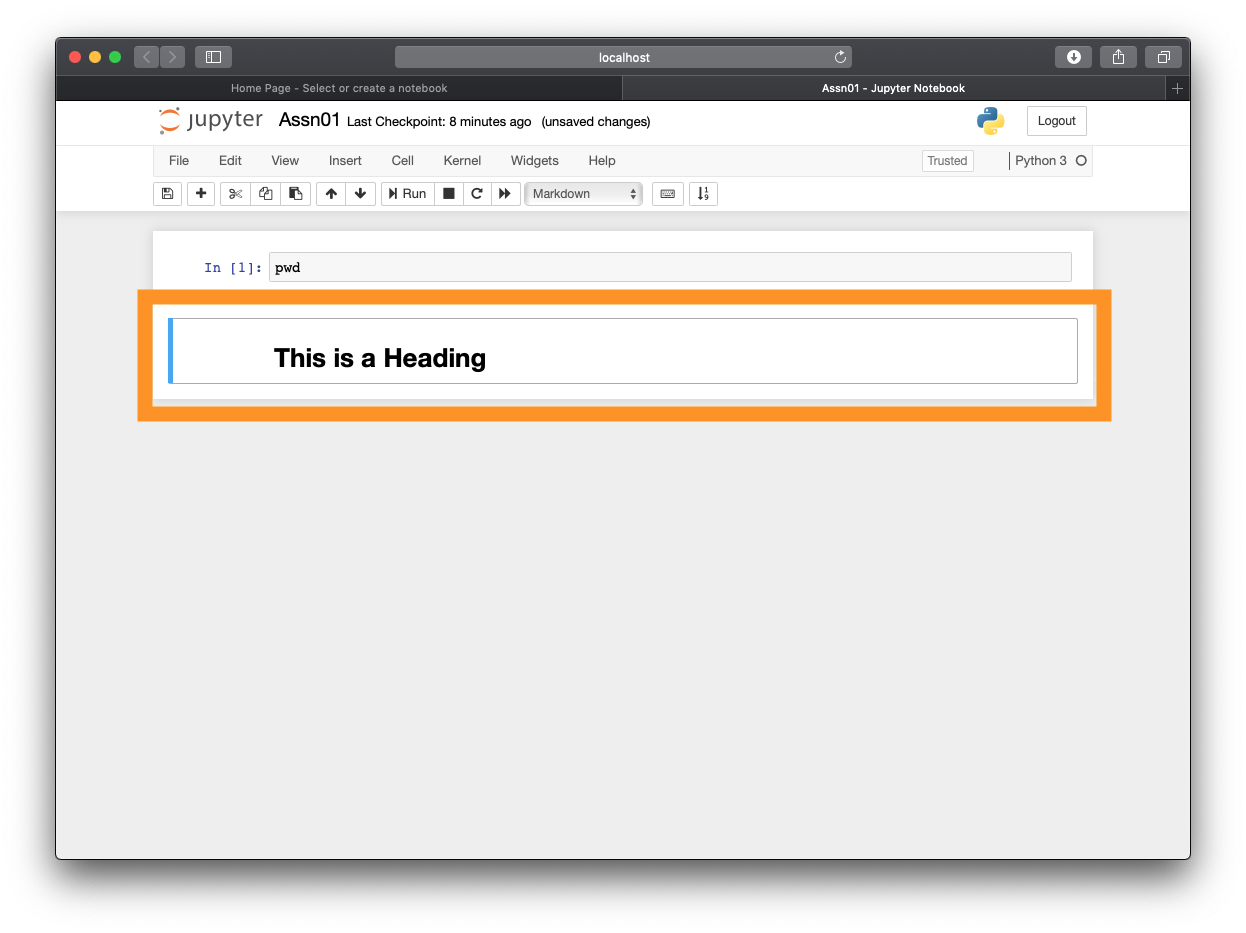 localhost
Home Page - Select or create a notebook
Assn01 - Jupyter Notebook
jupyter Assn01 Last Checkpoint: 8 minutes ago (unsaved changes)
Logout
File Edit View Insert Cell Kernel Widgets Help
Trusted
Python 3
Run
Markdown
In [1]: pwd
This is a Heading